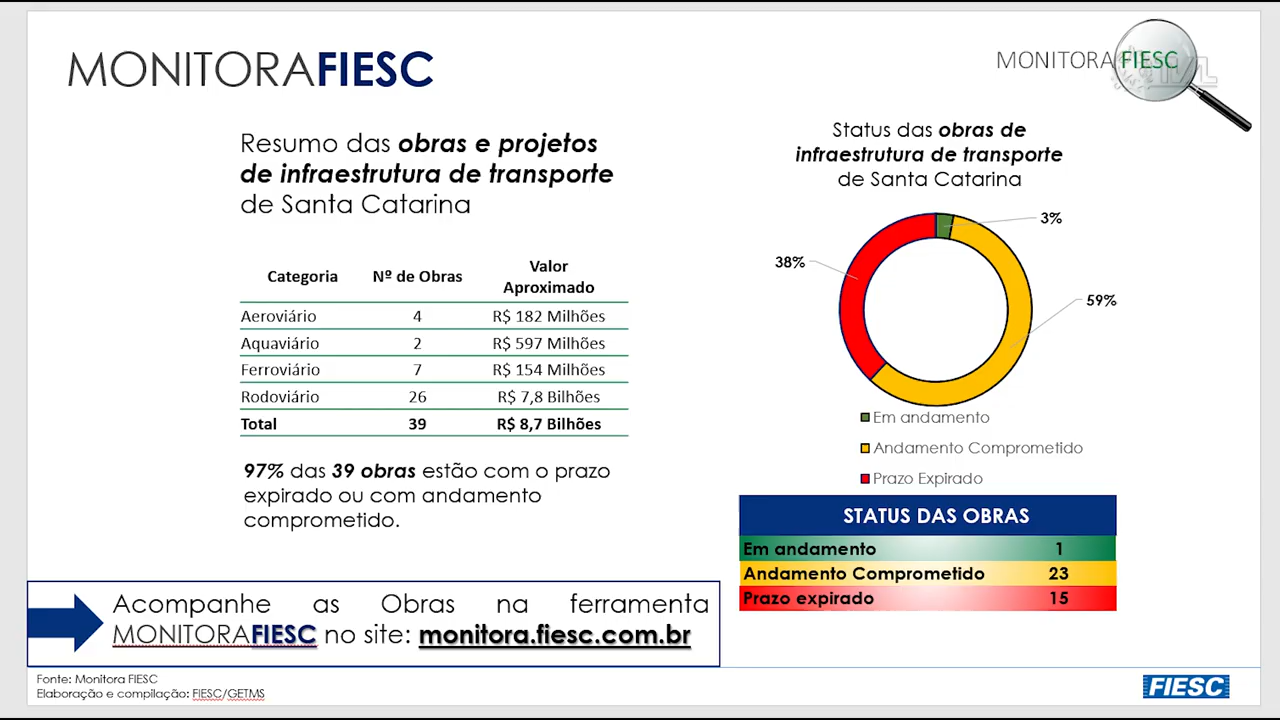 MONITORAFIESC
MONITORA FIESC
Resumo das obras e projetos
de infraestrutura de transporte
de Santa Catarina
Categoria Nº de Obras Valor Aproximado
Aeroviário 4 R$ 182 Milhões
Aquaviário 2 R$ 597 Milhões
Ferroviário 7 R$ 154 Milhões
Rodoviário 26 R$ 7,8 Bilhões
Total 39 R$ 8,7 Bilhões
97% das 39 obras estão com o prazo
expirado ou com andamento
comprometido.
Status das obras de
infraestrutura de transporte
de Santa Catarina
3%
38%
59%
Em andamento
Andamento Comprometido
Prazo Expirado
STATUS DAS OBRAS
Em andamento 1
Andamento Comprometido 23
Prazo expirado 15
Acompanhe as Obras na ferramenta
MONITORAFIESC no site: monitora.fiesc.com.br
Fonte: Monitora FIESC
Elaboração e compilação: FIESC/GETMS
FIESC